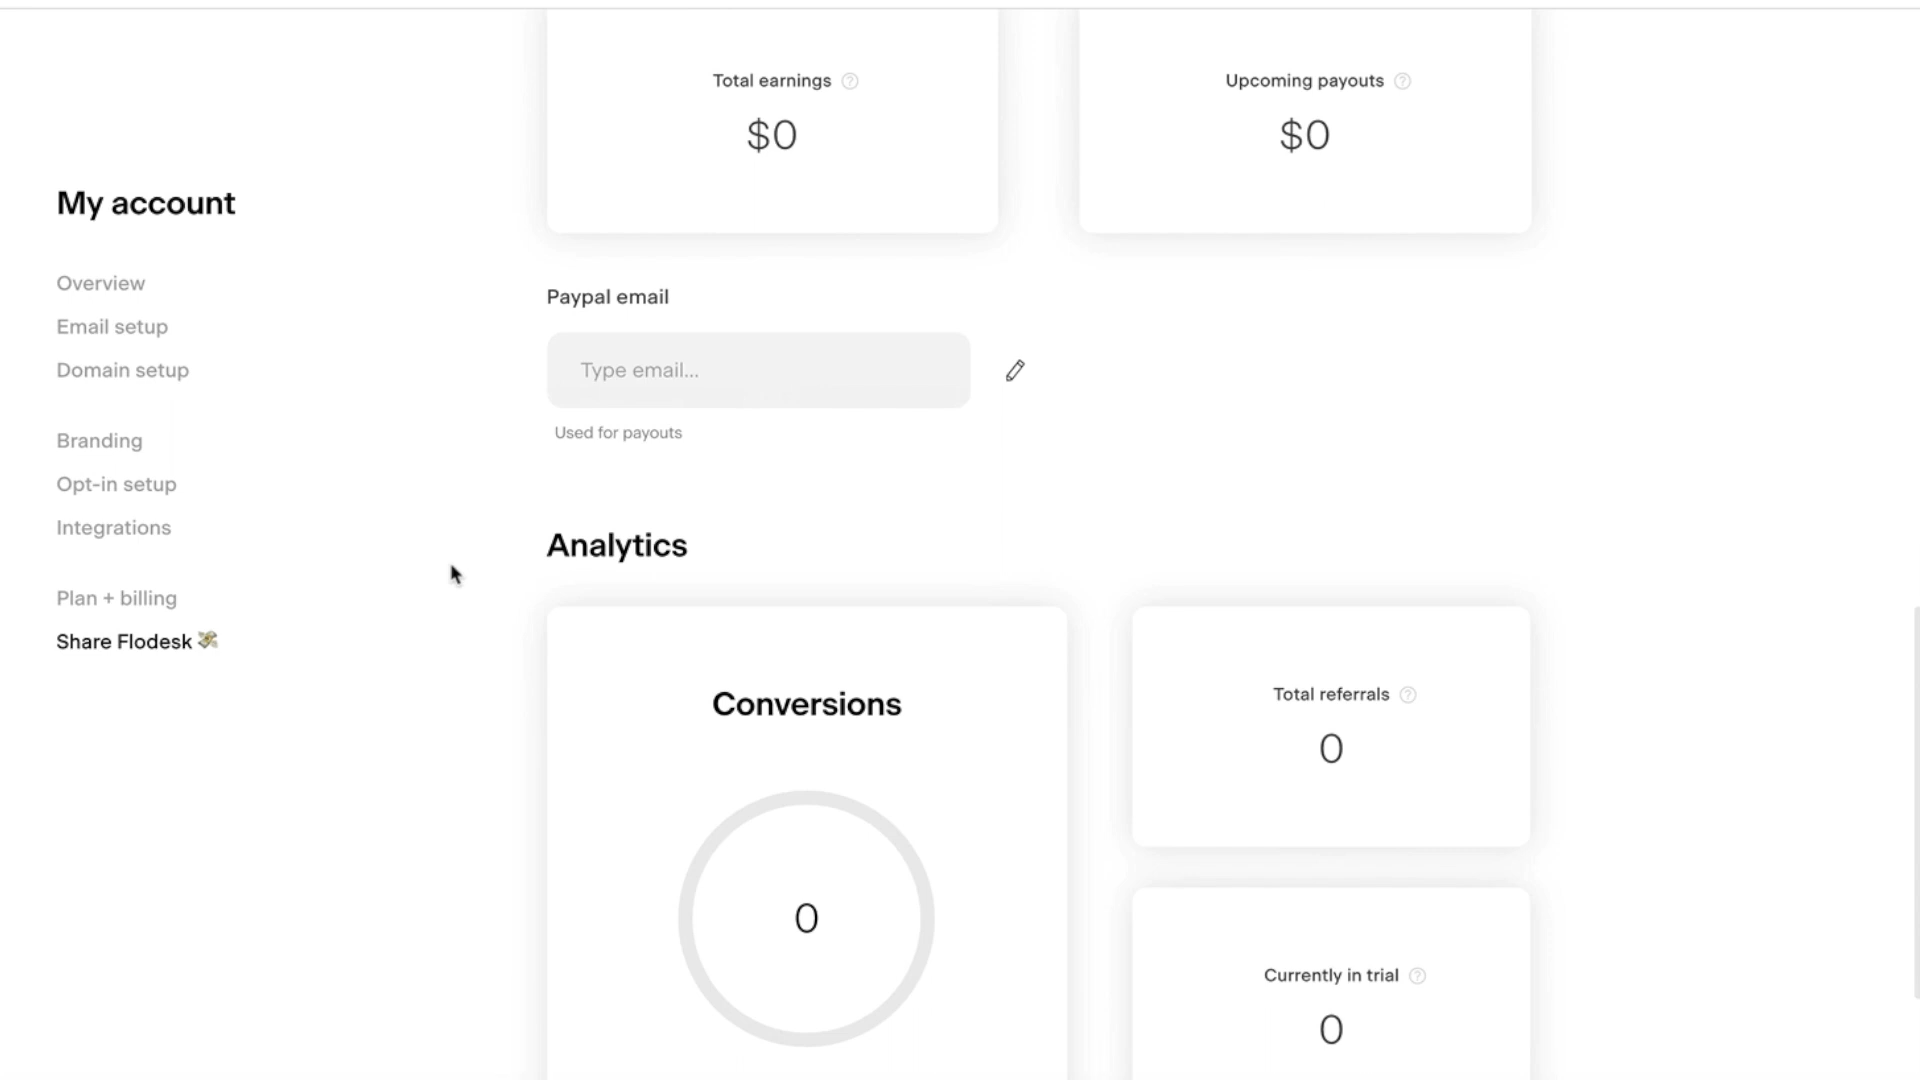 My account
Overview
Email setup
Domain setup
Branding
Opt-in setup
Integrations
Plan + billing
Share Flodesk 💸
Total earnings ?
$0
Upcoming payouts ?
$0
Paypal email
Type email...
Used for payouts
Analytics
Conversions
0
Total referrals ?
0
Currently in trial ?
0